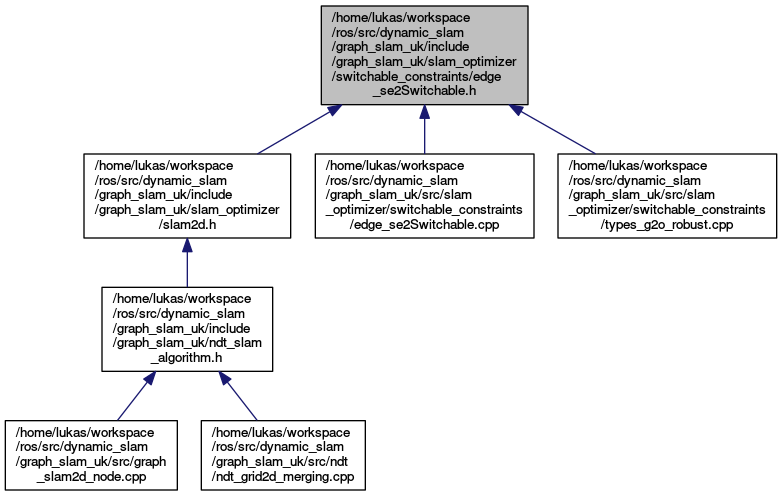 /home/lukas/workspace
/ros/src/dynamic_slam
/graph_slam_uk/include
/graph_slam_uk/slam_optimizer
/switchable_constraints/edge
_se2Switchable.h
/home/lukas/workspace
/ros/src/dynamic_slam
/graph_slam_uk/include
/graph_slam_uk/slam_optimizer
/slam2d.h
/home/lukas/workspace
/ros/src/dynamic_slam
/graph_slam_uk/src/slam
_optimizer/switchable_constraints
/edge_se2Switchable.cpp
/home/lukas/workspace
/ros/src/dynamic_slam
/graph_slam_uk/src/slam
_optimizer/switchable_constraints
/types_g2o_robust.cpp
/home/lukas/workspace
/ros/src/dynamic_slam
/graph_slam_uk/include
/graph_slam_uk/ndt_slam
_algorithm.h
/home/lukas/workspace
/ros/src/dynamic_slam
/graph_slam_uk/src/graph
_slam2d_node.cpp
/home/lukas/workspace
/ros/src/dynamic_slam
/graph_slam_uk/src/ndt
/ndt_grid2d_merging.cpp